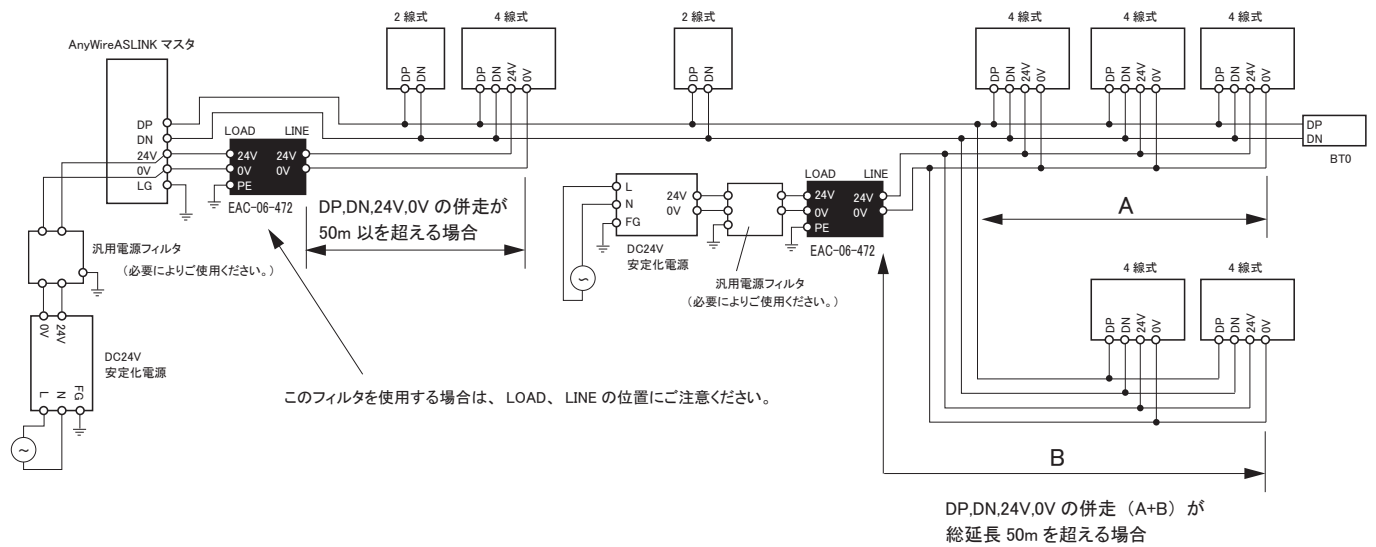 2 線式
4 線式
2 線式
4 線式
4 線式
4 線式
AnyWireASLINK マスタ
DP
DN
DP
DN
24V
0V
DP
DN
DP
DN
24V
0V
DP
DN
24V
0V
DP
DN
24V
0V
DP
DN
24V
0V
LG
LOAD
LINE
24V
24V
0V
0V
PE
EAC-06-472
DP
DN
BT0
DP,DN,24V,0V の併走が
50m 以を超える場合
L
N
FG
24V
0V
DC24V
安定化電源
LOAD
LINE
24V
24V
0V
0V
PE
EAC-06-472
汎用電源フィルタ
（必要によりご使用ください。）
A
汎用電源フィルタ
（必要によりご使用ください。）
0V
24V
L
N
FG
DC24V
安定化電源
4 線式
4 線式
DP
DN
24V
0V
DP
DN
24V
0V
このフィルタを使用する場合は、LOAD、LINE の位置にご注意ください。
B
DP,DN,24V,0V の併走（A+B）が
総延長 50m を超える場合
~
~